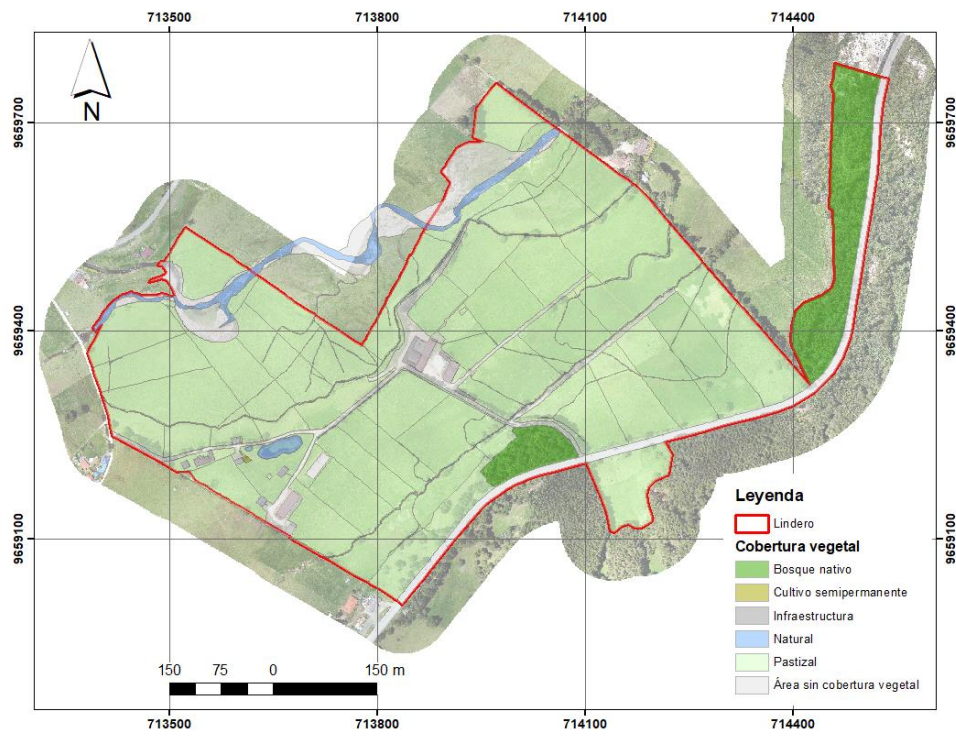 713500 713800 714100 714400
N
9659700 9659700
9659400 9659400
Leyenda
Lindero
Cobertura vegetal
9659100 9659100
Bosque nativo
Cultivo semipermanente
Infraestructura
Natural
Pastizal
Área sin cobertura vegetal
150 75 0 150 m
713500 713800 714100 714400